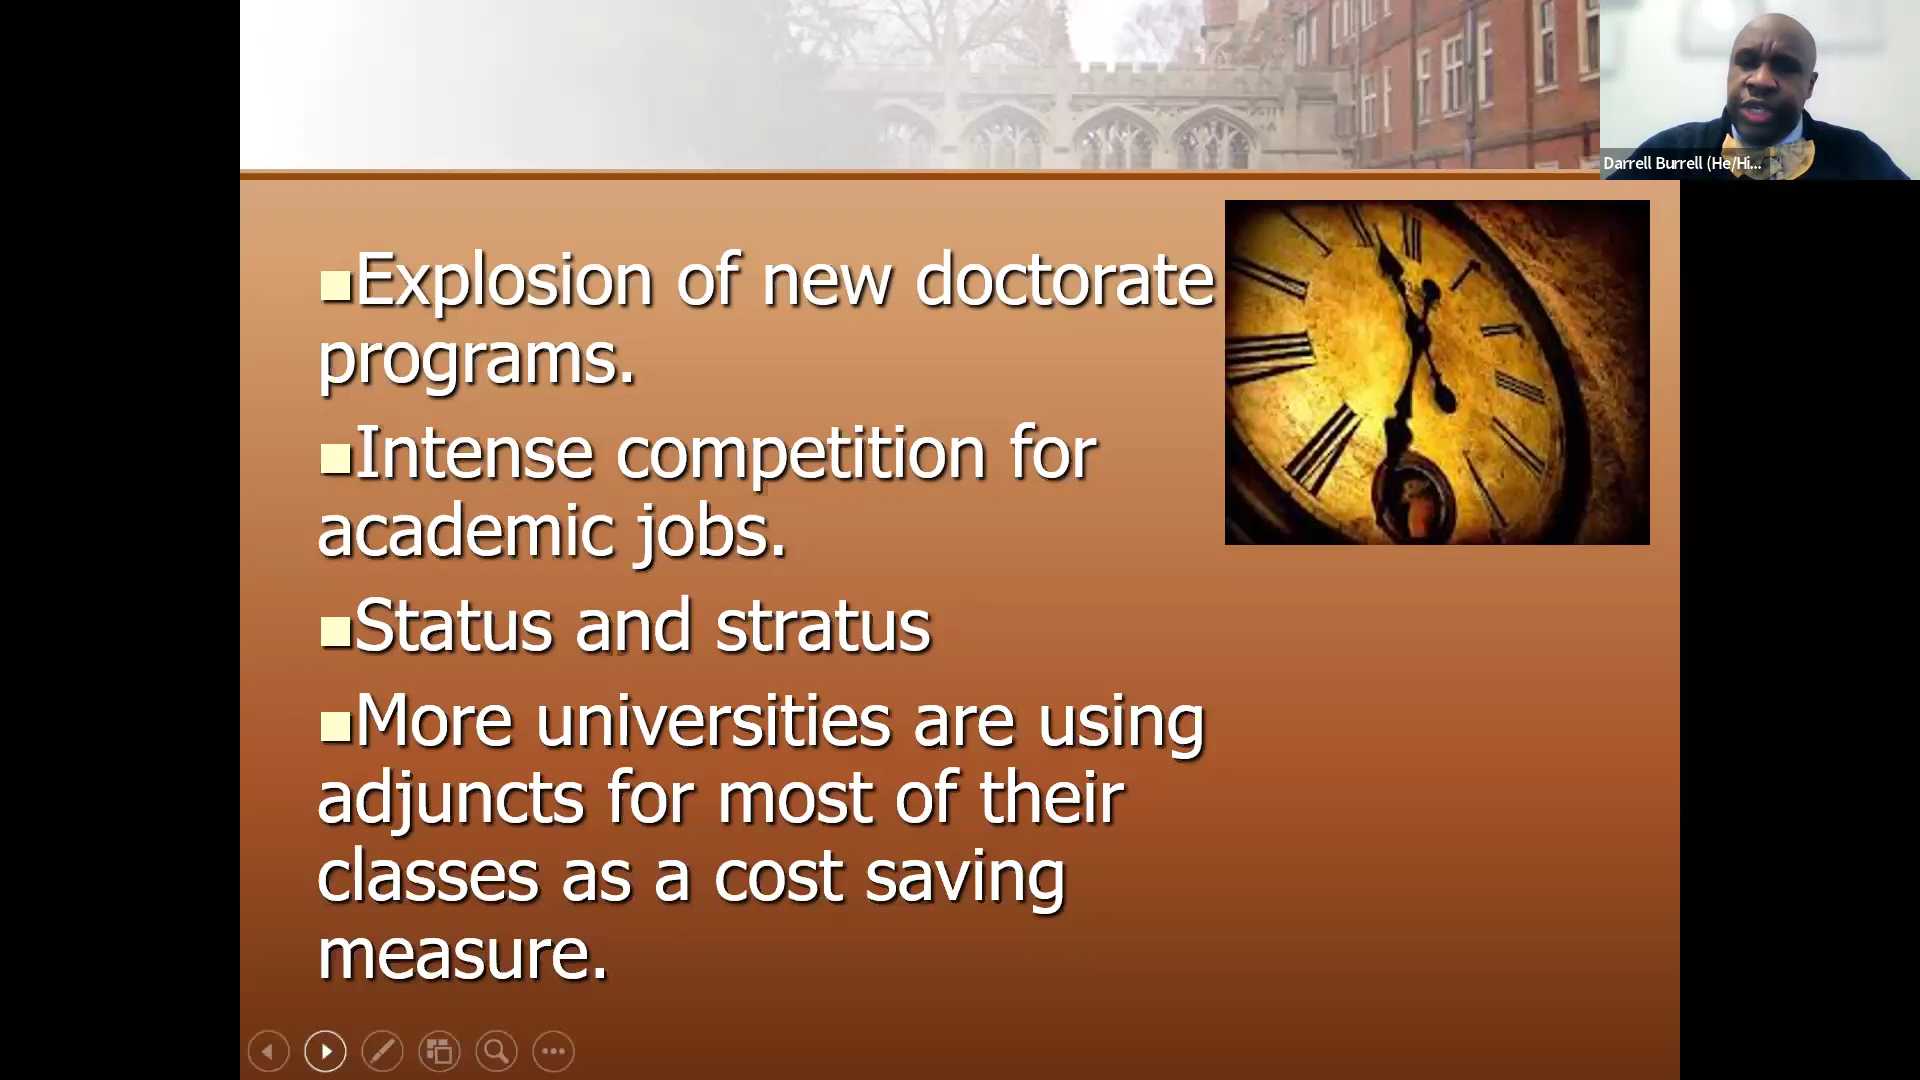 Darrell Burrell (He/Hi...
■Explosion of new doctorate
programs.
■Intense competition for
academic jobs.
■Status and stratus
■More universities are using
adjuncts for most of their
classes as a cost saving
measure.